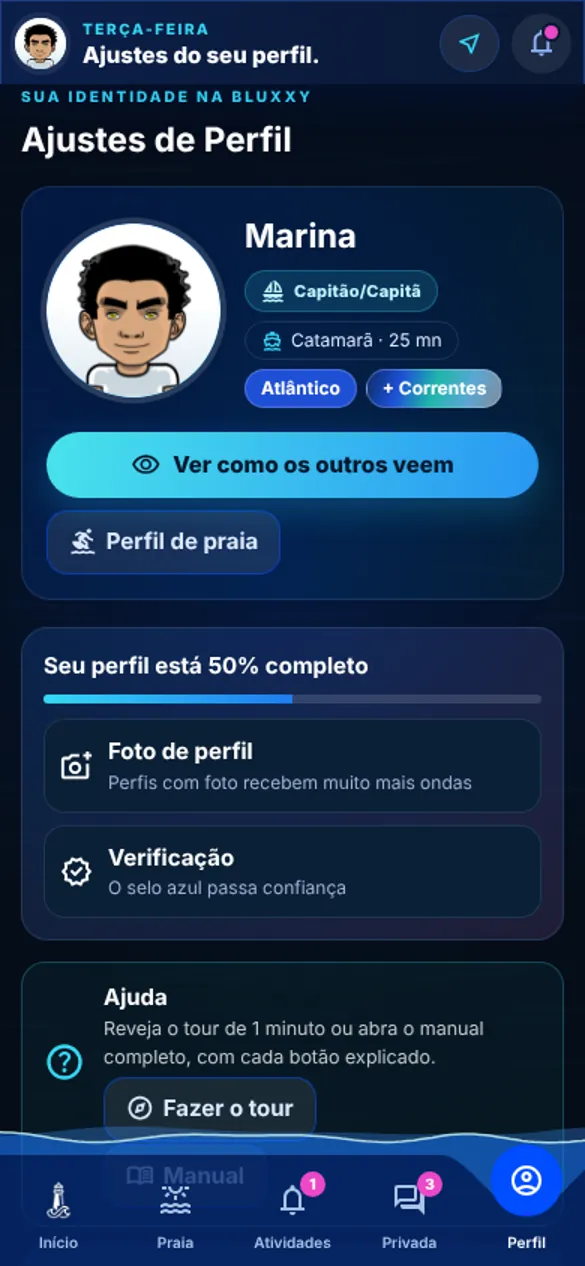 TERÇA-FEIRA
Ajustes do seu perfil.
SUA IDENTIDADE NA BLUXXY
Ajustes de Perfil
Marina
Capitão/Capitã
Catamarã · 25 mn
Atlântico
+ Correntes
Ver como os outros veem
Perfil de praia
Seu perfil está 50% completo
Foto de perfil
Perfis com foto recebem muito mais ondas
Verificação
O selo azul passa confiança
Ajuda
Reveja o tour de 1 minuto ou abra o manual
completo, com cada botão explicado.
Fazer o tour
Manual
1
3
Início
Praia
Atividades
Privada
Perfil